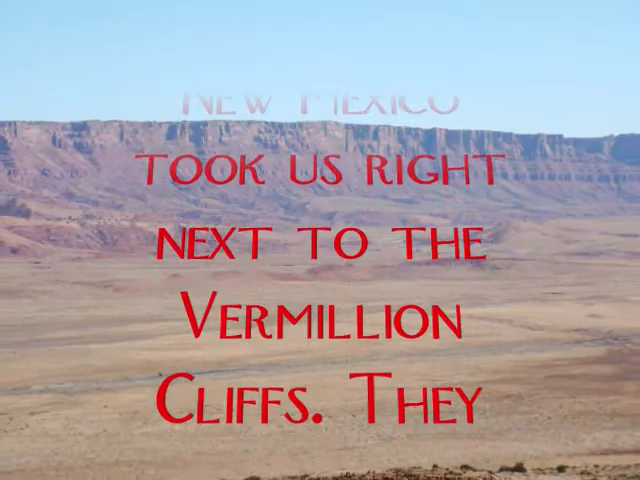 New Mexico
took us right
next to the
Vermillion
Cliffs. They